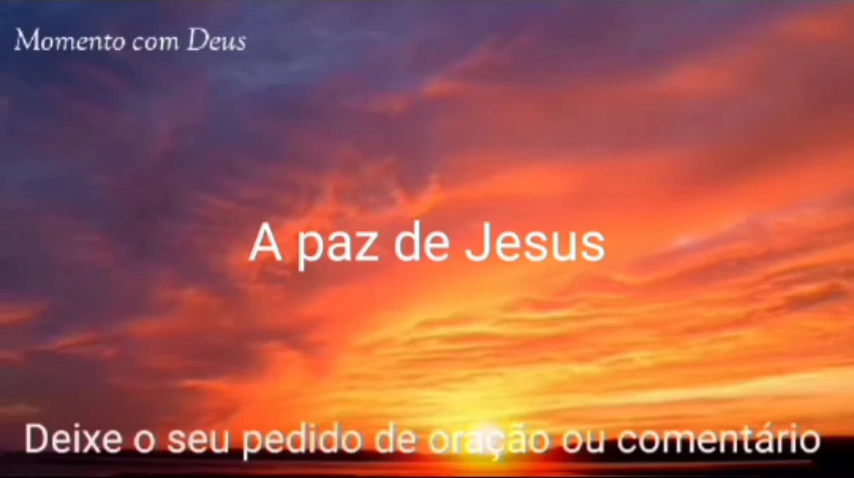 Momento com Deus
A paz de Jesus
Deixe o seu pedido de oração ou comentário